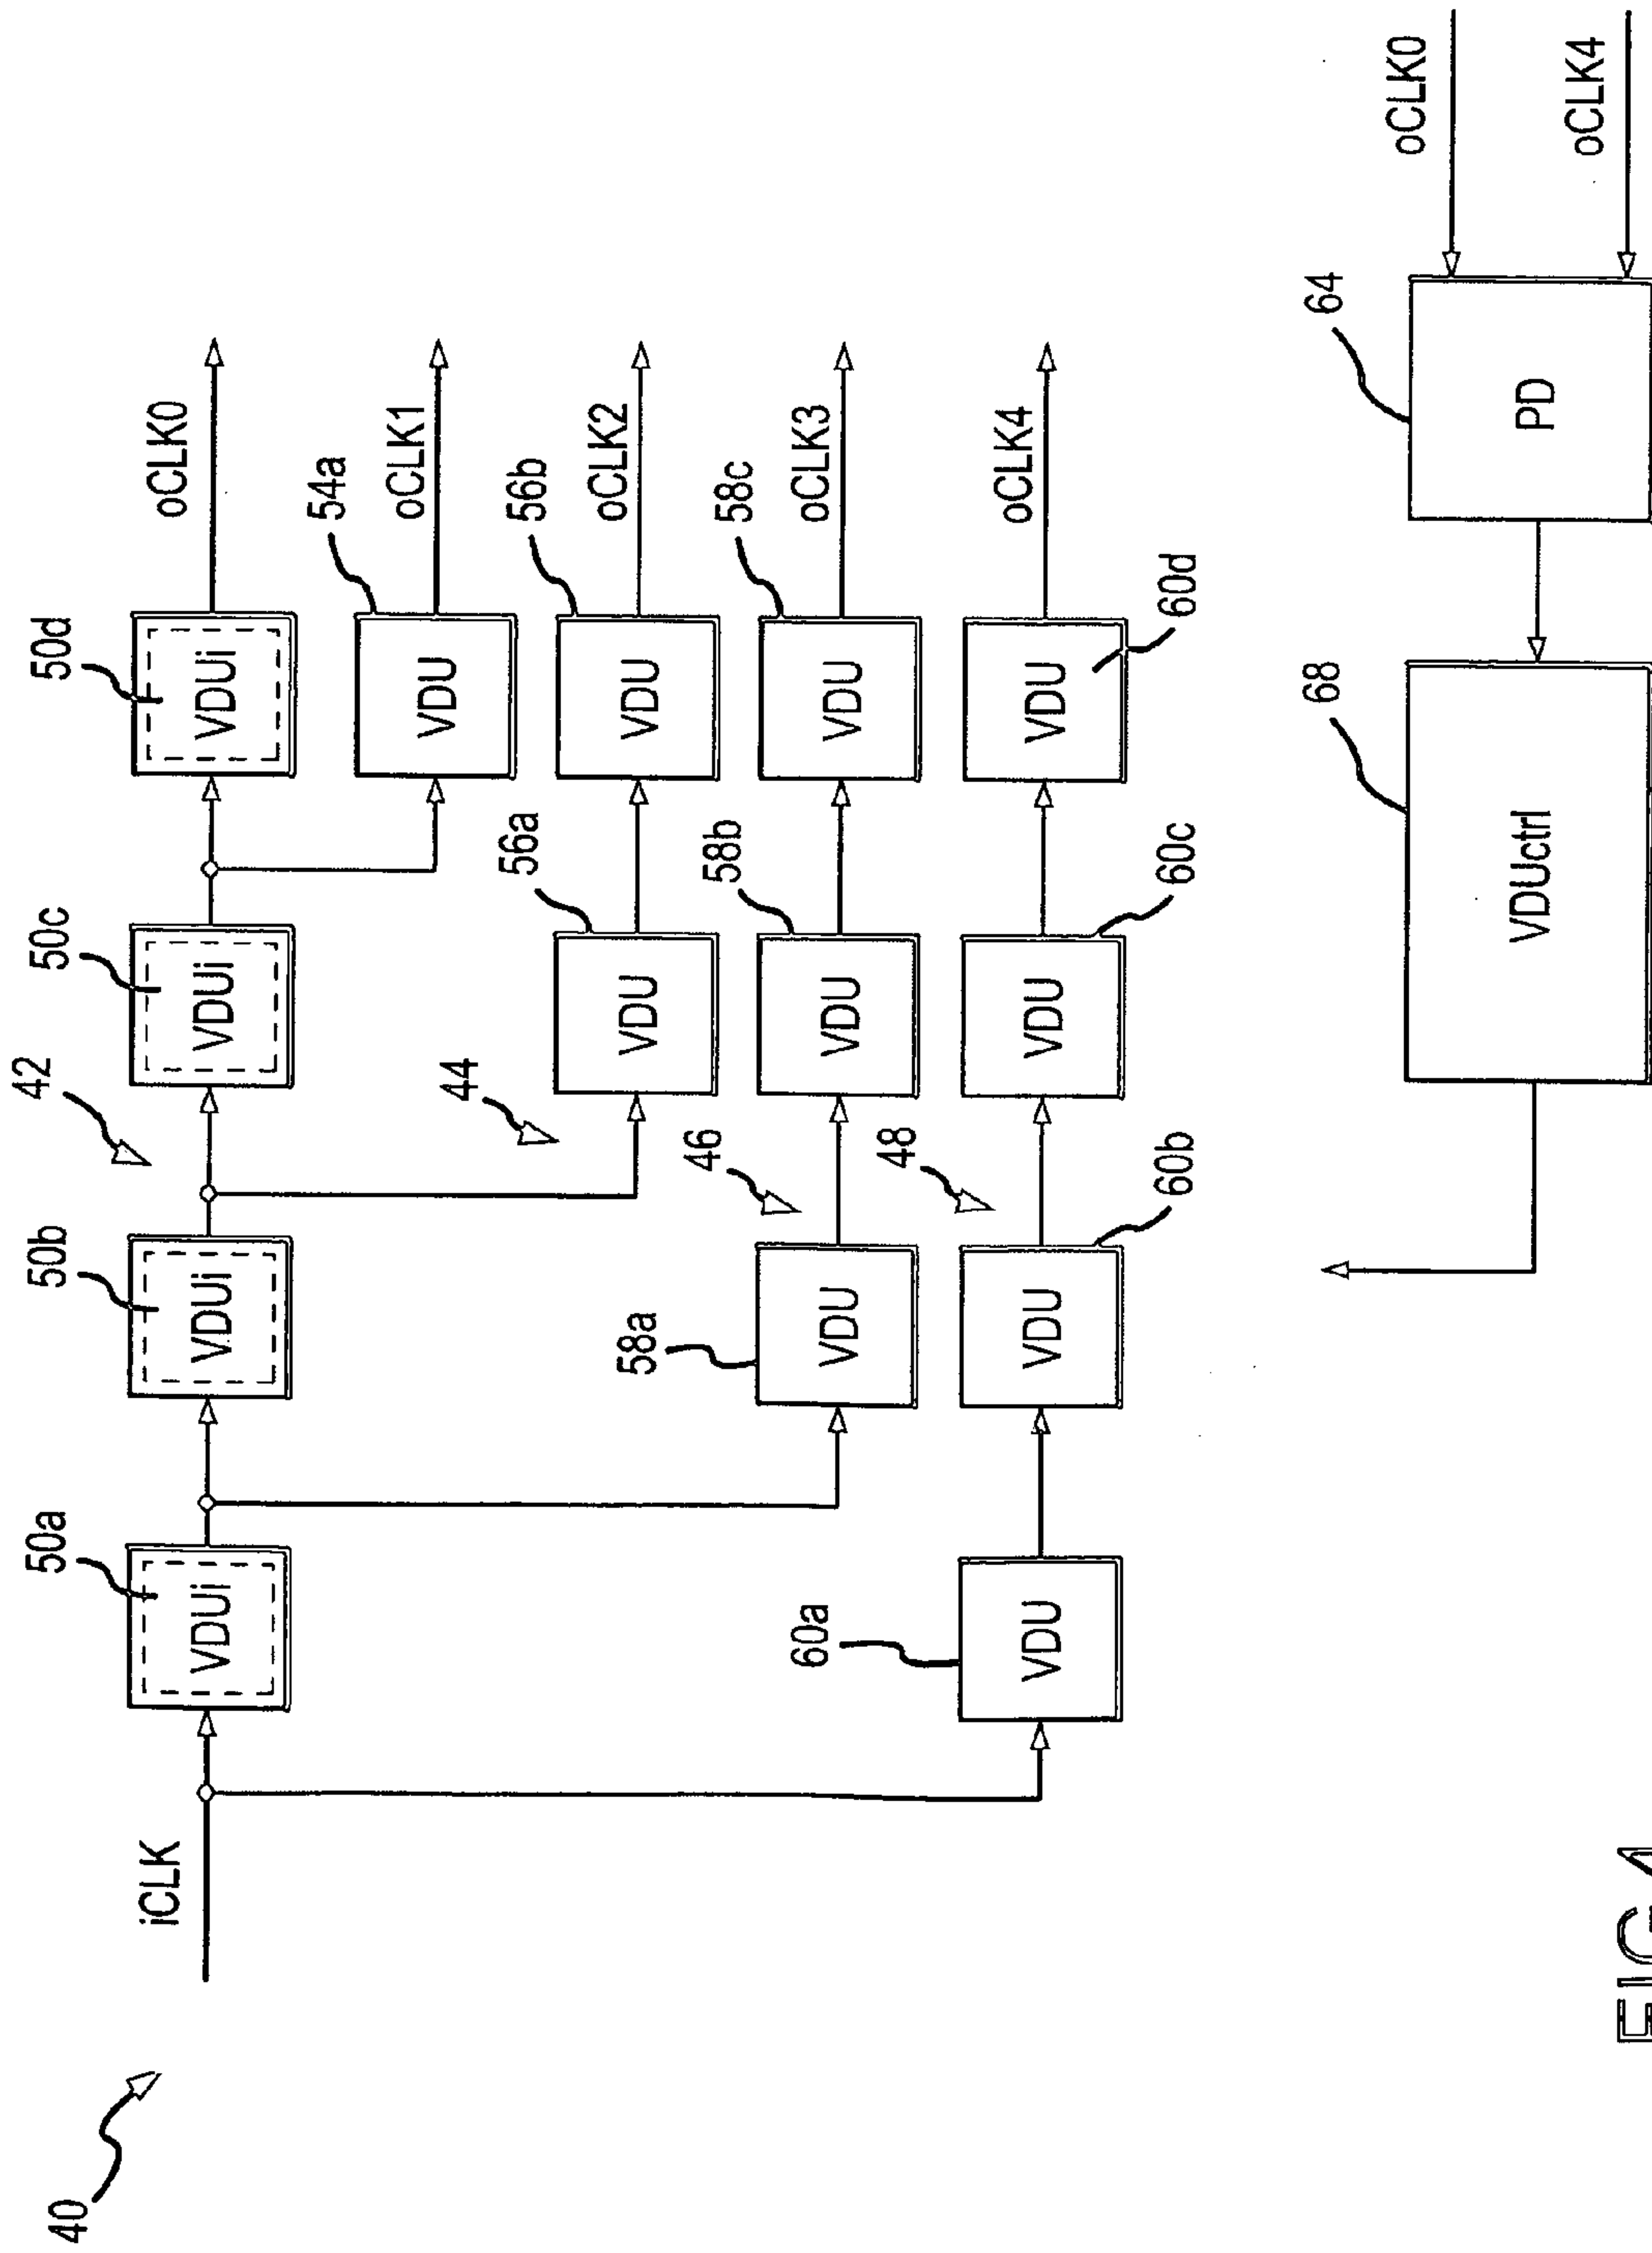 40
iCLK
50a
VDUi
50b
VDUi
42
50c
VDUi
50d
VDUi
oCLK0
54a
VDU
oCLK1
44
56a
VDU
56b
VDU
oCLK2
58a
VDU
46
58b
VDU
58c
VDU
oCLK3
60a
VDU
48
60b
VDU
60c
VDU
60d
VDU
oCLK4
68
VDUctrl
64
PD
oCLK0
oCLK4